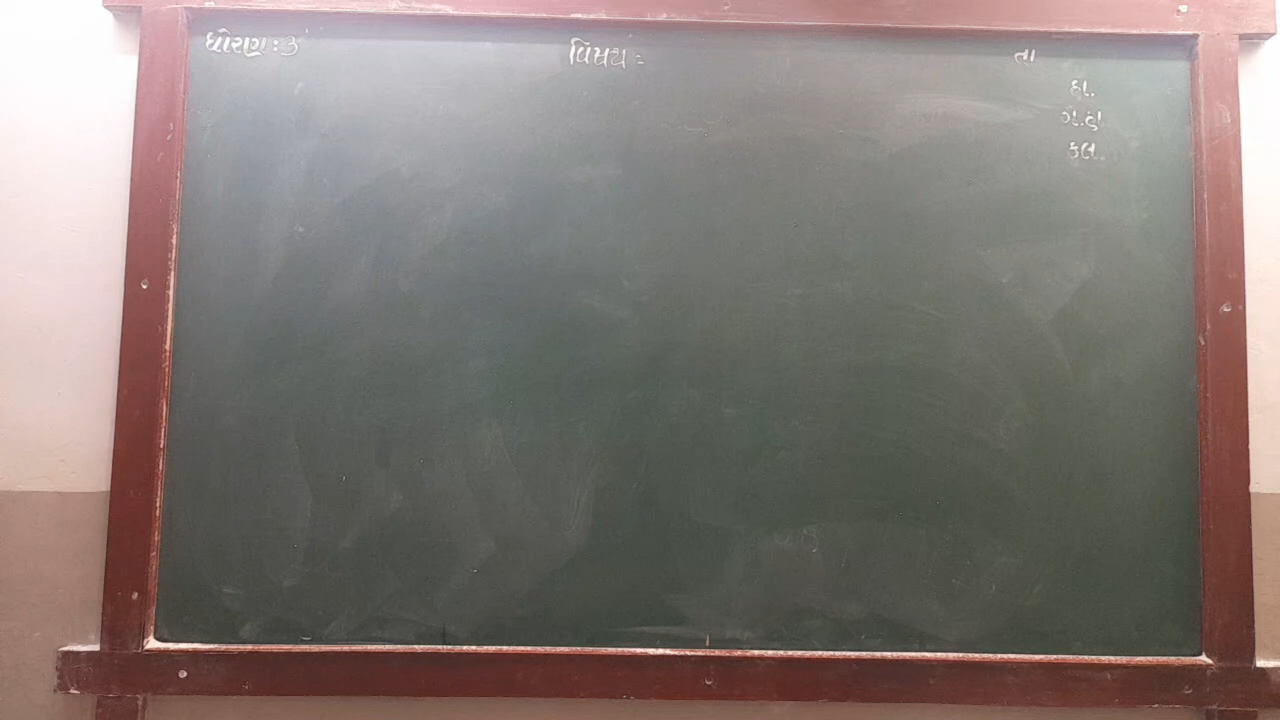 ધોરણ : ૩ વિષય : તા
હા.
ગે.હા.
કુલ